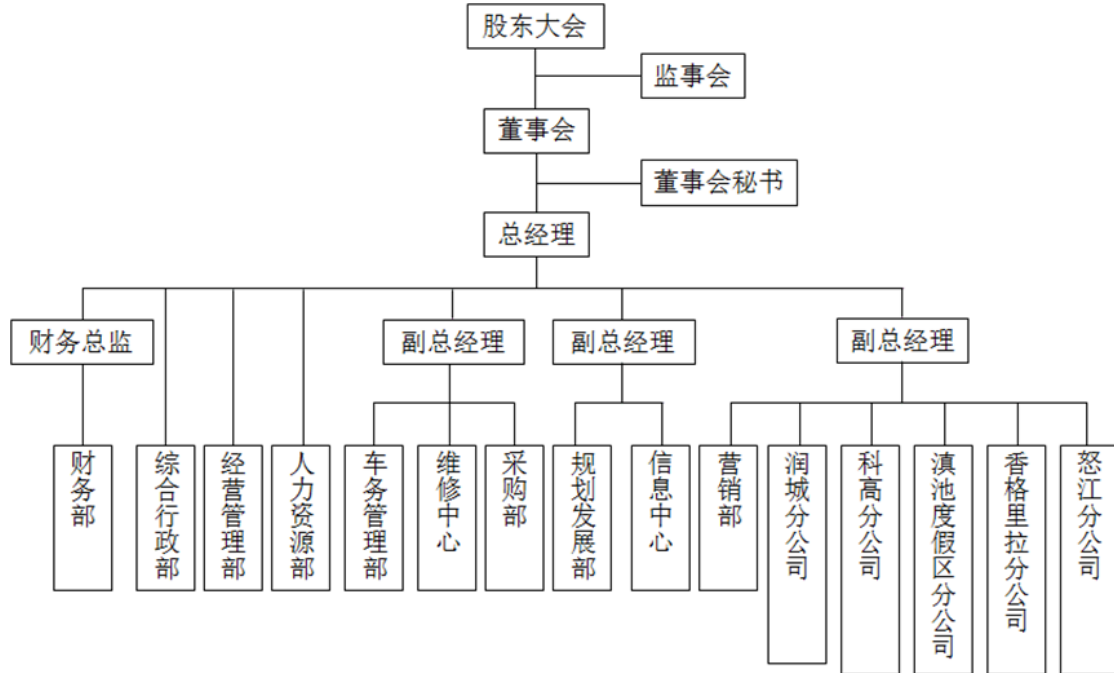 股东大会
监事会
董事会
董事会秘书
总经理
财务总监
副总经理
副总经理
副总经理
财务部
综合行政部
经营管理部
人力资源部
车务管理部
维修中心
采购部
规划发展部
信息中心
营销部
润城分公司
科高分公司
滇池度假区分公司
香格里拉分公司
怒江分公司